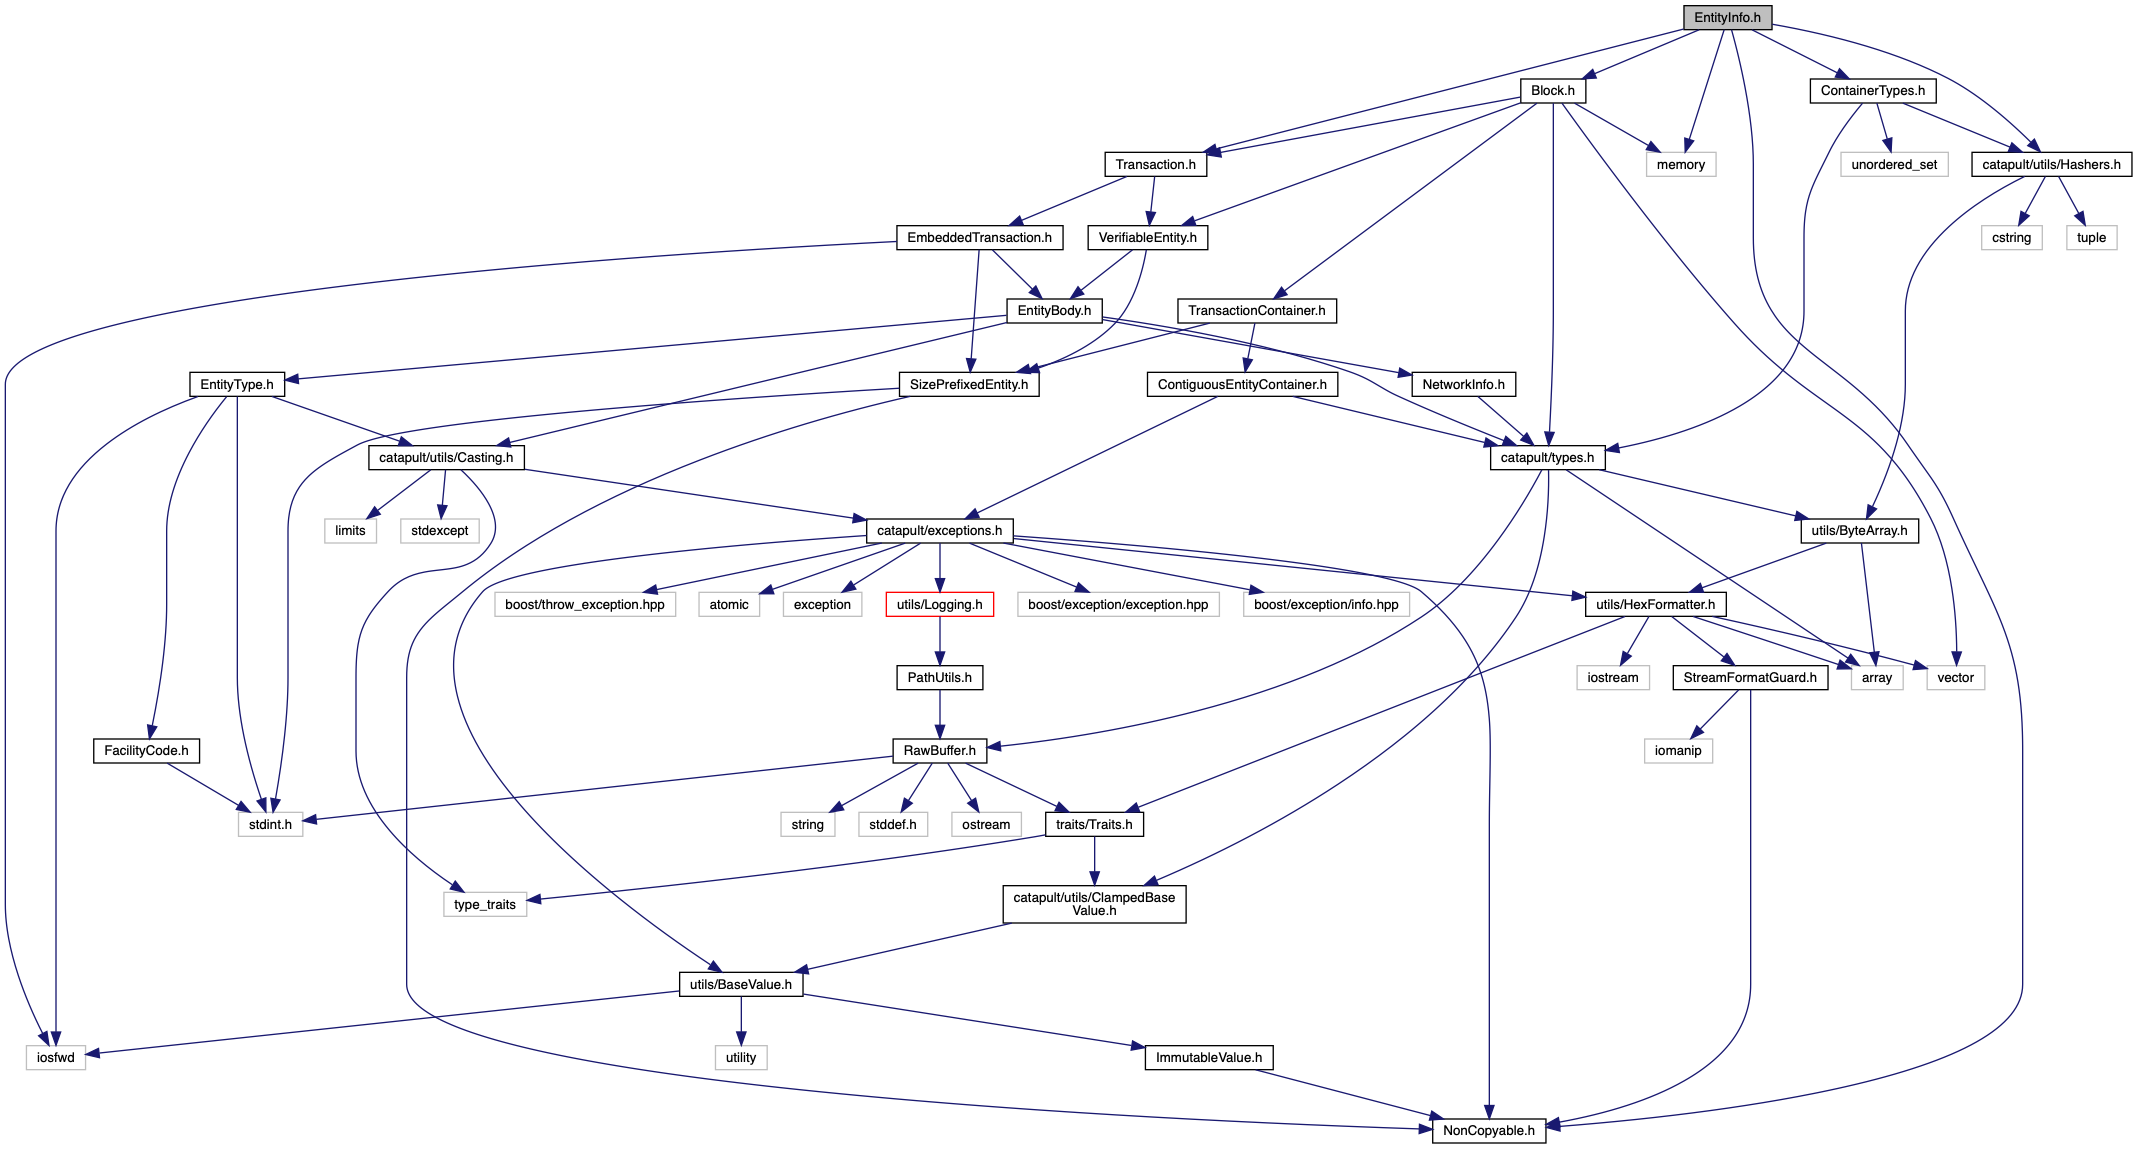 EntityInfo.h
Block.h
ContainerTypes.h
Transaction.h
memory
unordered_set
catapult/utils/Hashers.h
EmbeddedTransaction.h
VerifiableEntity.h
cstring
tuple
EntityBody.h
TransactionContainer.h
EntityType.h
SizePrefixedEntity.h
ContiguousEntityContainer.h
NetworkInfo.h
catapult/utils/Casting.h
catapult/types.h
limits
stdexcept
catapult/exceptions.h
utils/ByteArray.h
boost/throw_exception.hpp
atomic
exception
utils/Logging.h
boost/exception/exception.hpp
boost/exception/info.hpp
utils/HexFormatter.h
PathUtils.h
iostream
StreamFormatGuard.h
array
vector
FacilityCode.h
RawBuffer.h
iomanip
stdint.h
string
stddef.h
ostream
traits/Traits.h
type_traits
catapult/utils/ClampedBase
Value.h
utils/BaseValue.h
iosfwd
utility
ImmutableValue.h
NonCopyable.h